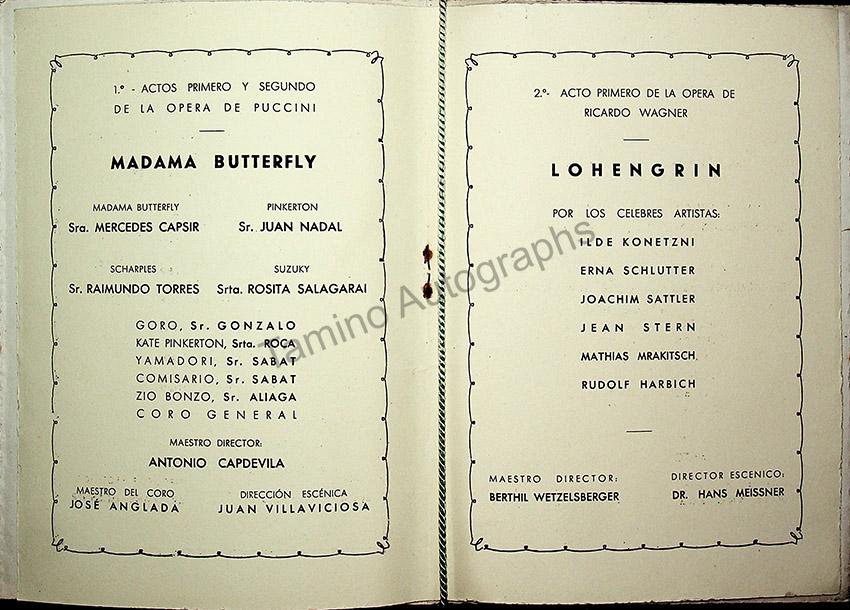 1.º - ACTOS PRIMERO Y SEGUNDO
DE LA OPERA DE PUCCINI
MADAMA BUTTERFLY
MADAMA BUTTERFLY
Sra. MERCEDES CAPSIR
PINKERTON
Sr. JUAN NADAL
SCHARPLES
Sr. RAIMUNDO TORRES
SUZUKY
Srta. ROSITA SALAGARAI
GORO, Sr. GONZALO
KATE PINKERTON, Srta. ROCA
YAMADORI, Sr. SABAT
COMISARIO, Sr. SABAT
ZIO BONZO, Sr. ALIAGA
CORO GENERAL
MAESTRO DIRECTOR:
ANTONIO CAPDEVILA
MAESTRO DEL CORO
JOSÉ ANGLADA
DIRECCIÓN ESCÉNICA
JUAN VILLAVICIOSA
2.º- ACTO PRIMERO DE LA OPERA DE
RICARDO WAGNER
LOHENGRIN
POR LOS CELEBRES ARTISTAS:
ILDE KONETZNI
ERNA SCHLUTTER
JOACHIM SATTLER
JEAN STERN
MATHIAS MRAKITSCH
RUDOLF HARBICH
MAESTRO DIRECTOR:
BERTHIL WETZELSBERGER
DIRECTOR ESCENICO:
DR. HANS MEISSNER
Tamino Autographs